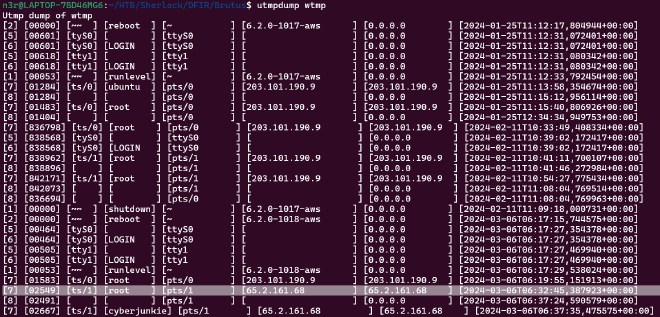 n3r@LAPTOP-7BD46MG6:~/HTB/Sherlock/DFIR/Brutus$ utmpdump wtmp
Utmp dump of wtmp
[2] [00000] [~~  ] [reboot  ] [~           ] [6.2.0-1017-aws      ] [0.0.0.0        ] [2024-01-25T11:12:17,804944+00:00]
[5] [00601] [tyS0] [        ] [ttyS0       ] [                    ] [0.0.0.0        ] [2024-01-25T11:12:31,072401+00:00]
[6] [00601] [tyS0] [LOGIN   ] [ttyS0       ] [                    ] [0.0.0.0        ] [2024-01-25T11:12:31,072401+00:00]
[5] [00618] [tty1] [        ] [tty1        ] [                    ] [0.0.0.0        ] [2024-01-25T11:12:31,080342+00:00]
[6] [00618] [tty1] [LOGIN   ] [tty1        ] [                    ] [0.0.0.0        ] [2024-01-25T11:12:31,080342+00:00]
[1] [00053] [~~  ] [runlevel] [~           ] [6.2.0-1017-aws      ] [0.0.0.0        ] [2024-01-25T11:12:33,792454+00:00]
[7] [01284] [ts/0] [ubuntu  ] [pts/0       ] [203.101.190.9       ] [203.101.190.9  ] [2024-01-25T11:13:58,354674+00:00]
[8] [01284] [    ] [        ] [pts/0       ] [                    ] [0.0.0.0        ] [2024-01-25T11:15:12,956114+00:00]
[7] [01483] [ts/0] [root    ] [pts/0       ] [203.101.190.9       ] [203.101.190.9  ] [2024-01-25T11:15:40,806926+00:00]
[8] [01404] [    ] [        ] [pts/0       ] [                    ] [0.0.0.0        ] [2024-01-25T12:34:34,949753+00:00]
[7] [836798] [ts/0] [root    ] [pts/0       ] [203.101.190.9       ] [203.101.190.9  ] [2024-02-11T10:33:49,408334+00:00]
[5] [838568] [tyS0] [        ] [ttyS0       ] [                    ] [0.0.0.0        ] [2024-02-11T10:39:02,172417+00:00]
[6] [838568] [tyS0] [LOGIN   ] [ttyS0       ] [                    ] [0.0.0.0        ] [2024-02-11T10:39:02,172417+00:00]
[7] [838962] [ts/1] [root    ] [pts/1       ] [203.101.190.9       ] [203.101.190.9  ] [2024-02-11T10:41:11,700107+00:00]
[8] [838896] [    ] [        ] [pts/1       ] [                    ] [0.0.0.0        ] [2024-02-11T10:41:46,272984+00:00]
[7] [842171] [ts/1] [root    ] [pts/1       ] [203.101.190.9       ] [203.101.190.9  ] [2024-02-11T10:54:27,775434+00:00]
[8] [842073] [    ] [        ] [pts/1       ] [                    ] [0.0.0.0        ] [2024-02-11T11:08:04,769514+00:00]
[8] [836694] [    ] [        ] [pts/0       ] [                    ] [0.0.0.0        ] [2024-02-11T11:08:04,769963+00:00]
[1] [00000] [~~  ] [shutdown] [~           ] [6.2.0-1017-aws      ] [0.0.0.0        ] [2024-02-11T11:09:18,000731+00:00]
[2] [00000] [~~  ] [reboot  ] [~           ] [6.2.0-1018-aws      ] [0.0.0.0        ] [2024-03-06T06:17:15,744575+00:00]
[5] [00464] [tyS0] [        ] [ttyS0       ] [                    ] [0.0.0.0        ] [2024-03-06T06:17:27,354378+00:00]
[6] [00464] [tyS0] [LOGIN   ] [ttyS0       ] [                    ] [0.0.0.0        ] [2024-03-06T06:17:27,354378+00:00]
[5] [00505] [tty1] [        ] [tty1        ] [                    ] [0.0.0.0        ] [2024-03-06T06:17:27,469940+00:00]
[6] [00505] [tty1] [LOGIN   ] [tty1        ] [                    ] [0.0.0.0        ] [2024-03-06T06:17:27,469940+00:00]
[1] [00053] [~~  ] [runlevel] [~           ] [6.2.0-1018-aws      ] [0.0.0.0        ] [2024-03-06T06:17:29,538024+00:00]
[7] [01583] [ts/0] [root    ] [pts/0       ] [203.101.190.9       ] [203.101.190.9  ] [2024-03-06T06:19:55,151913+00:00]
[7] [02549] [ts/1] [root    ] [pts/1       ] [65.2.161.68         ] [65.2.161.68    ] [2024-03-06T06:32:45,387923+00:00]
[8] [02491] [    ] [        ] [pts/1       ] [                    ] [0.0.0.0        ] [2024-03-06T06:37:24,590579+00:00]
[7] [02667] [ts/1] [cyberjunkie] [pts/1       ] [65.2.161.68         ] [65.2.161.68    ] [2024-03-06T06:37:35,475575+00:00]